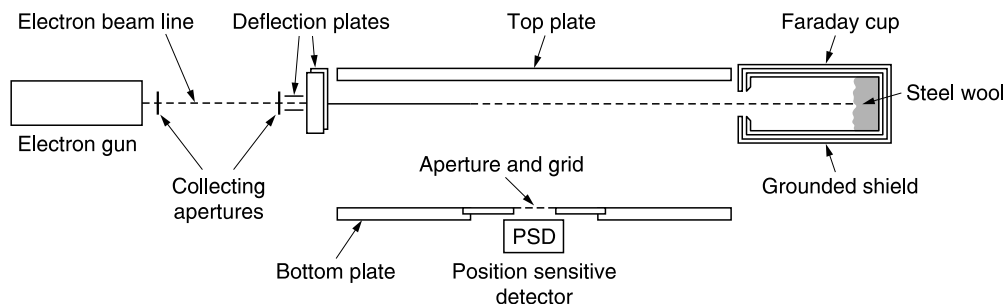 Electron beam line
Deflection plates
Top plate
Faraday cup
Steel wool
Electron gun
Collecting
apertures
Aperture and grid
Grounded shield
PSD
Bottom plate
Position sensitive
detector